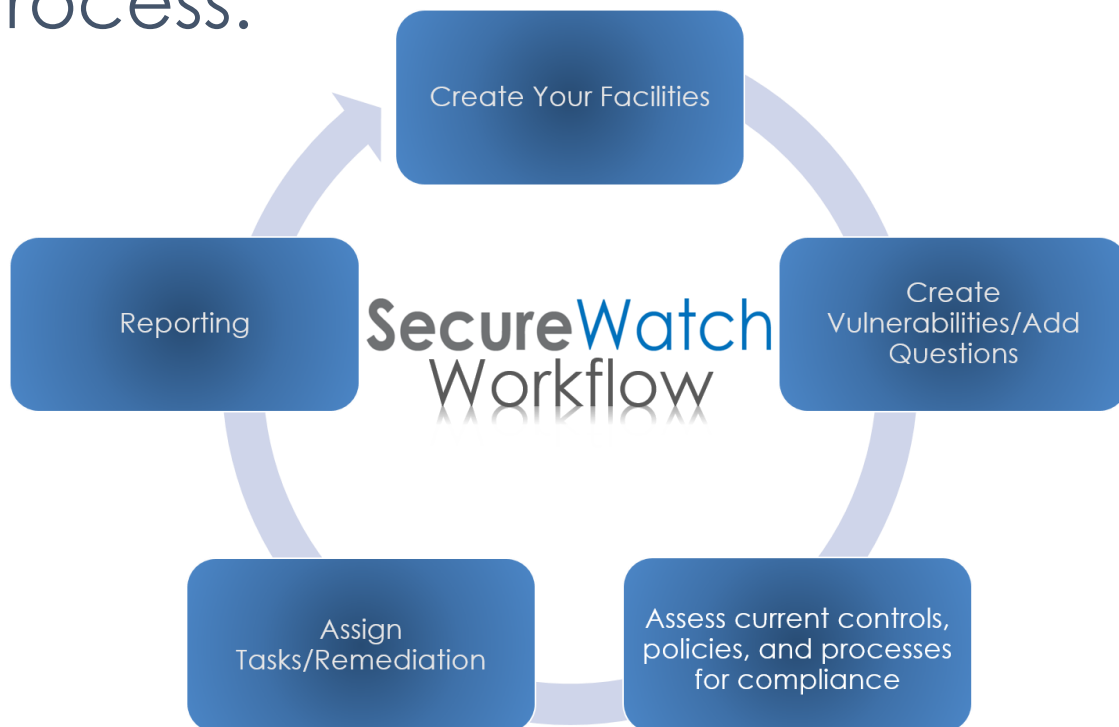 rocess:
Create Your Facilities
Create
Vulnerabilities/Add
Questions
Assess current controls,
policies, and processes
for compliance
Assign
Tasks/Remediation
Reporting
SecureWatch
Workflow